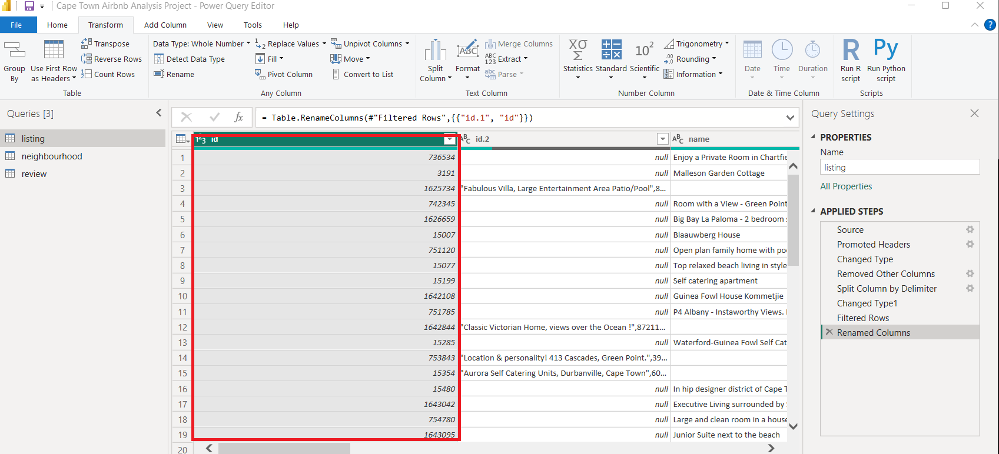 Cape Town Airbnb Analysis Project - Power Query Editor
File Home Transform Add Column View Tools Help
Group By
Use First Row as Headers
Transpose
Reverse Rows
Count Rows
Table
Data Type: Whole Number
Detect Data Type
Rename
Replace Values
Fill
Pivot Column
Unpivot Columns
Move
Convert to List
Any Column
Split Column
Format
Merge Columns
Extract
Parse
Text Column
Statistics
Standard
Scientific
Trigonometry
Rounding
Information
Number Column
Date
Time
Duration
Date & Time Column
Run R script
Run Python script
Scripts
Queries [3]
listing
neighbourhood
review
= Table.RenameColumns(#"Filtered Rows",{{"id.1", "id"}})
id id.2 name
1 736534 null Enjoy a Private Room in Chartfie
2 3191 null Malleson Garden Cottage
3 1625734 "Fabulous Villa, Large Entertainment Area Patio/Pool",8...
4 742345 null Room with a View - Green Point
5 1626659 null Big Bay La Paloma - 2 bedroom
6 15007 null Blaauwberg House
7 751120 null Open plan family home with poo
8 15077 null Top relaxed beach living in style
9 15199 null Self catering apartment
10 1642108 null Guinea Fowl House Kommetjie
11 751785 null P4 Albany - Instaworthy Views.
12 1642844 "Classic Victorian Home, views over the Ocean !",87211...
13 15285 null Waterford-Guinea Fowl Self Cat
14 753843 "Location & personality! 413 Cascades, Green Point.",39...
15 15354 "Aurora Self Catering Units, Durbanville, Cape Town",60...
16 15480 null In hip designer district of Cape T
17 1643042 null Executive Living surrounded by
18 754780 null Large and clean room in a house
19 1643095 null Junior Suite next to the beach
20
Query Settings
PROPERTIES
Name
listing
All Properties
APPLIED STEPS
Source
Promoted Headers
Changed Type
Removed Other Columns
Split Column by Delimiter
Changed Type1
Filtered Rows
Renamed Columns